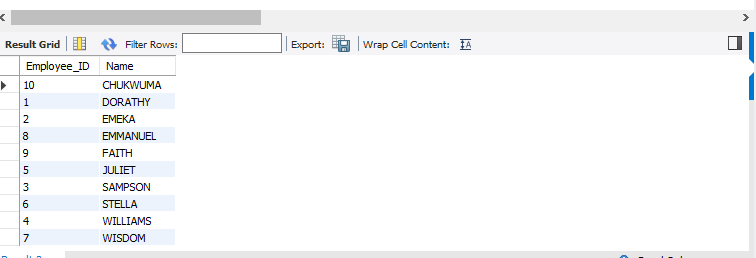 Result Grid Filter Rows: Export: Wrap Cell Content:
Employee_ID Name
10 CHUKWUMA
1 DORATHY
2 EMEKA
8 EMMANUEL
9 FAITH
5 JULIET
3 SAMPSON
6 STELLA
4 WILLIAMS
7 WISDOM